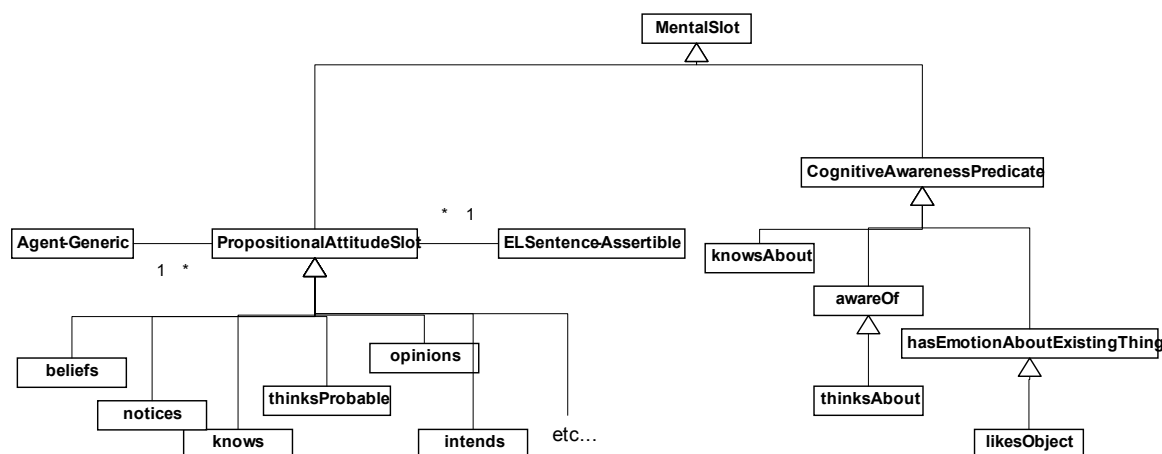 MentalSlot
CognitiveAwarenessPredicate
* 1
Agent-Generic
PropositionalAttitudeSlot
ELSentence-Assertible
knowsAbout
1 *
awareOf
hasEmotionAboutExistingThing
opinions
beliefs
thinksProbable
thinksAbout
notices
knows
intends
etc...
likesObject